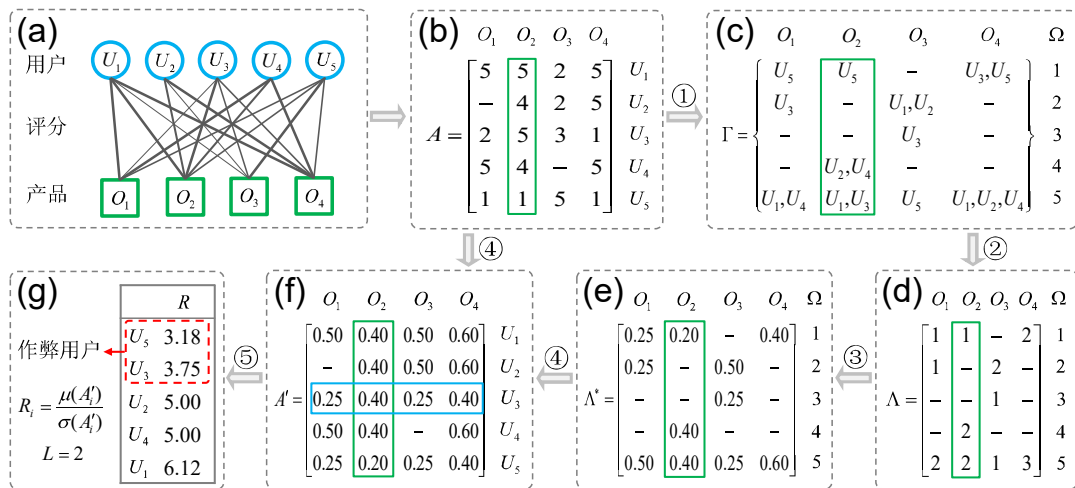 (a)
用户 U₁ U₂ U₃ U₄ U₅
评分
产品 O₁ O₂ O₃ O₄
(b) O₁ O₂ O₃ O₄
5 5 2 5 U₁
– 4 2 5 U₂
A = 2 5 3 1 U₃
5 4 – 5 U₄
1 1 5 1 U₅
①
(c) O₁ O₂ O₃ O₄ Ω
U₅ U₅ – U₃,U₅ 1
U₃ – U₁,U₂ – 2
Γ = – – U₃ – 3
– U₂,U₄ – – 4
U₁,U₄ U₁,U₃ U₅ U₁,U₂,U₄ 5
④
②
(g)
R
U₅ 3.18
作弊用户
U₃ 3.75
U₂ 5.00
Rᵢ = μ(A′ᵢ) / σ(A′ᵢ)
U₄ 5.00
L = 2
U₁ 6.12
⑤
(f) O₁ O₂ O₃ O₄
0.50 0.40 0.50 0.60 U₁
– 0.40 0.50 0.60 U₂
A′ = 0.25 0.40 0.25 0.40 U₃
0.50 0.40 – 0.60 U₄
0.25 0.20 0.25 0.40 U₅
④
(e) O₁ O₂ O₃ O₄ Ω
0.25 0.20 – 0.40 1
0.25 – 0.50 – 2
Λ* = – – 0.25 – 3
– 0.40 – – 4
0.50 0.40 0.25 0.60 5
③
(d)
O₁ O₂ O₃ O₄ Ω
1 1 – 2 1
1 – 2 – 2
Λ = – – 1 – 3
– 2 – – 4
2 2 1 3 5